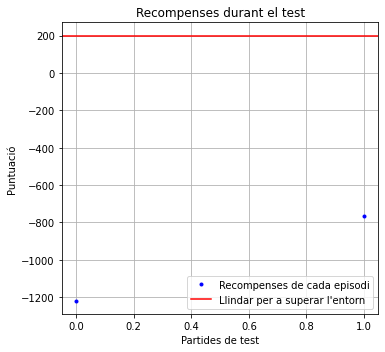 Recompenses durant el test
200
0
−200
−400
−600
−800
−1000
−1200
Puntuació
Recompenses de cada episodi
Llindar per a superar l'entorn
0.0 0.2 0.4 0.6 0.8 1.0
Partides de test